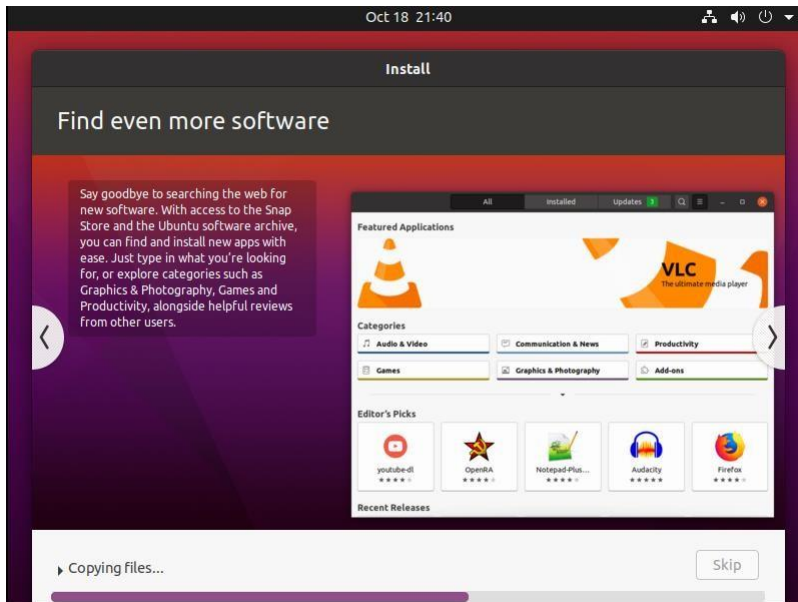 Oct 18 21:40
Install
Find even more software
Say goodbye to searching the web for
new software. With access to the Snap
Store and the Ubuntu software archive,
you can find and install new apps with
ease. Just type in what you're looking
for, or explore categories such as
Graphics & Photography, Games and
Productivity, alongside helpful reviews
from other users.
All Installed Updates 3
Featured Applications
VLC
The ultimate media player
Categories
Audio & Video Communication & News Productivity
Games Graphics & Photography Add-ons
Editor's Picks
youtube-dl OpenRA Notepad-Plus... Audacity Firefox
Recent Releases
Copying files...
Skip